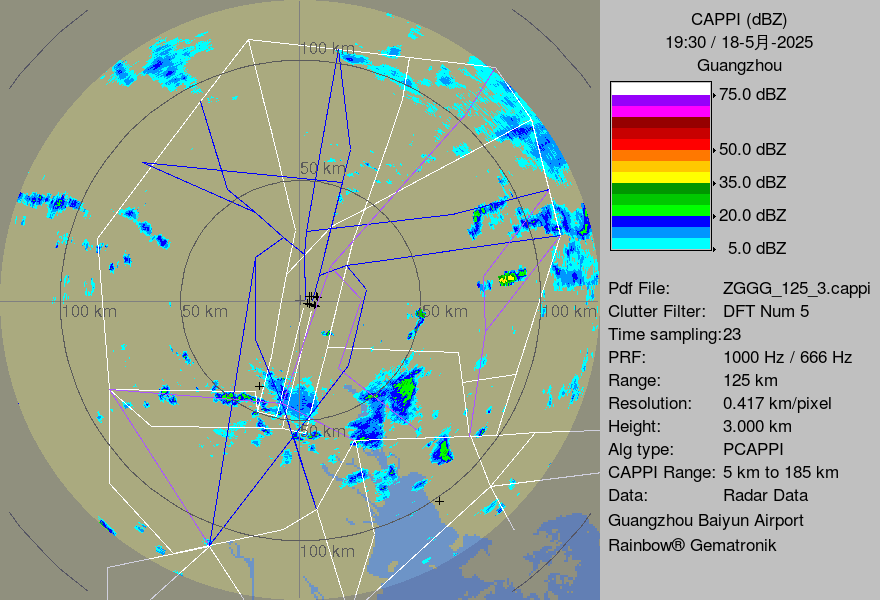 100 km
50 km
100 km
50 km
50 km
100 km
50 km
100 km
CAPPI (dBZ)
19:30 / 18-5月-2025
Guangzhou
75.0 dBZ
50.0 dBZ
35.0 dBZ
20.0 dBZ
5.0 dBZ
Pdf File: ZGGG_125_3.cappi
Clutter Filter: DFT Num 5
Time sampling:23
PRF: 1000 Hz / 666 Hz
Range: 125 km
Resolution: 0.417 km/pixel
Height: 3.000 km
Alg type: PCAPPI
CAPPI Range: 5 km to 185 km
Data: Radar Data
Guangzhou Baiyun Airport
Rainbow® Gematronik